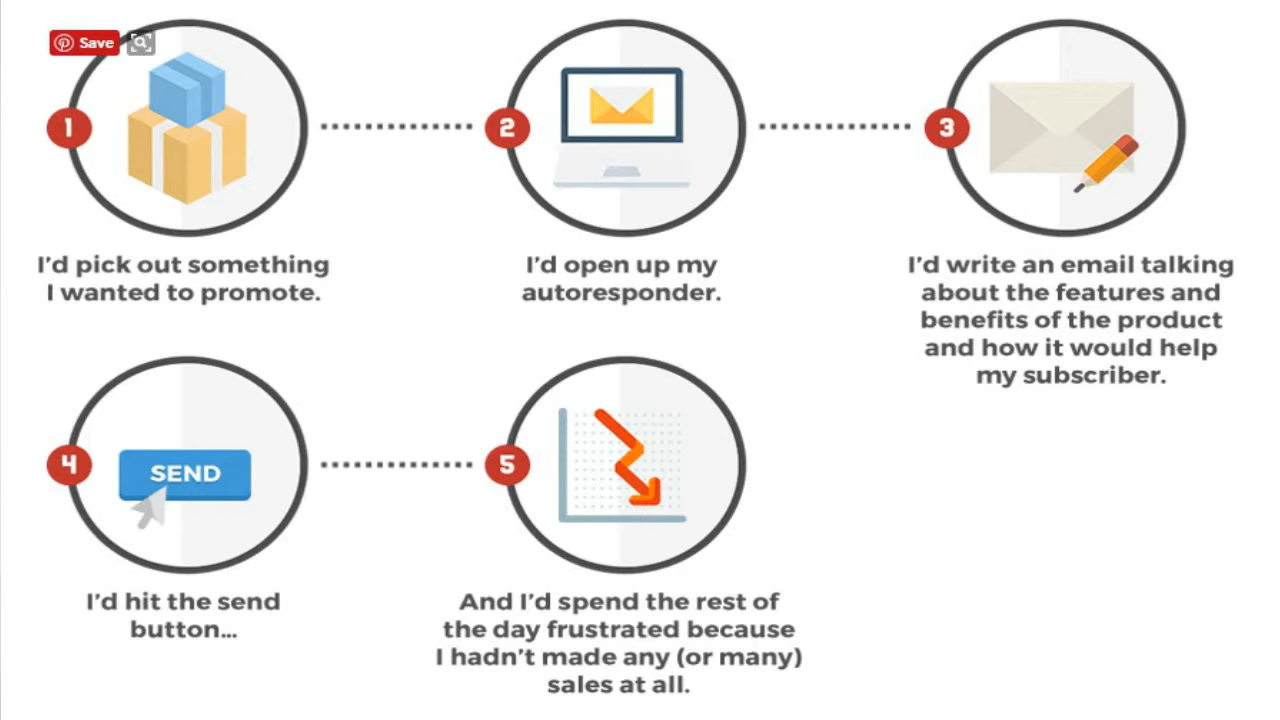 Save
1
I'd pick out something
I wanted to promote.
2
I'd open up my
autoresponder.
3
I'd write an email talking
about the features and
benefits of the product
and how it would help
my subscriber.
4
SEND
I'd hit the send
button...
5
And I'd spend the rest of
the day frustrated because
I hadn't made any (or many)
sales at all.